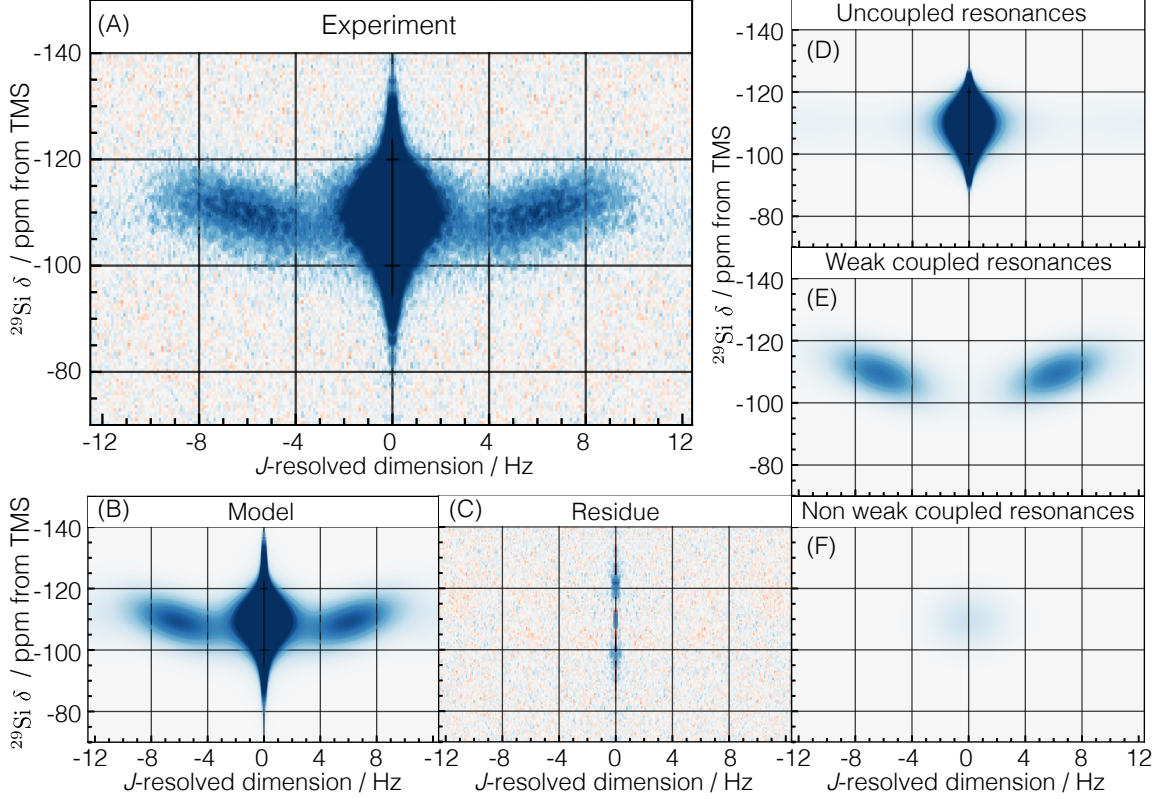 (A)
Experiment
-140
-120
-100
-80
-12
-8
-4
0
4
8
12
J-resolved dimension / Hz
²⁹Si δ / ppm from TMS
(B)
Model
-140
-120
-100
-80
-12
-8
-4
0
4
8
J-resolved dimension / Hz
²⁹Si δ / ppm from TMS
(C)
Residue
-12
-8
-4
0
4
8
J-resolved dimension / Hz
Uncoupled resonances
(D)
-140
-120
-100
-80
²⁹Si δ / ppm from TMS
Weak coupled resonances
(E)
-140
-120
-100
-80
Non weak coupled resonances
(F)
-140
-120
-100
-80
-12
-8
-4
0
4
8
12
J-resolved dimension / Hz